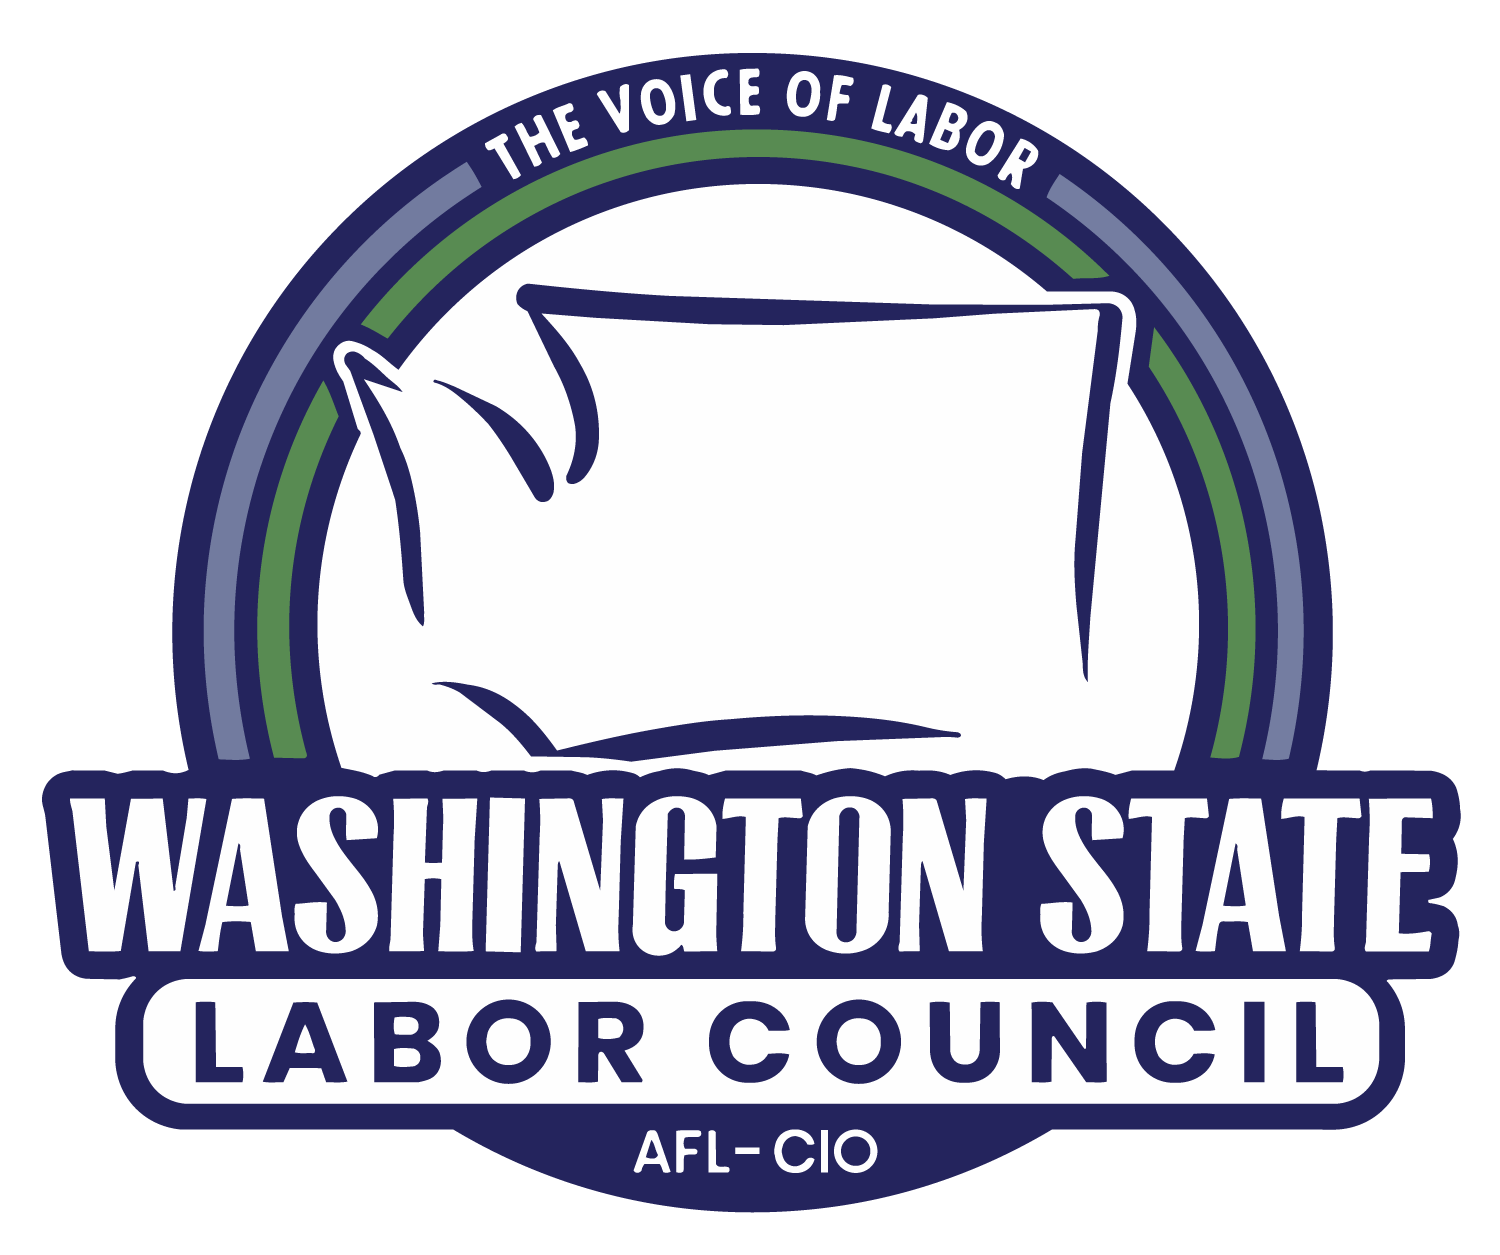 THE VOICE OF LABOR
WASHINGTON STATE
LABOR COUNCIL
AFL-CIO